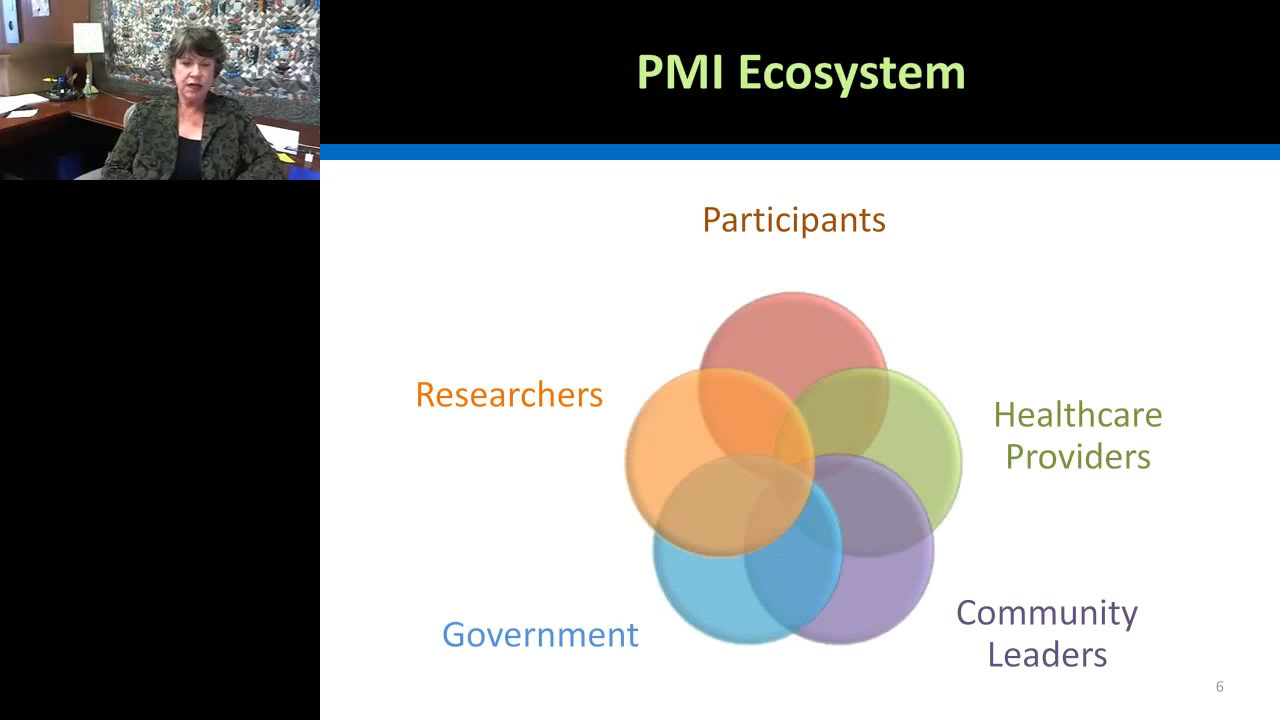 PMI Ecosystem
Participants
Researchers
Healthcare
Providers
Government
Community
Leaders
6